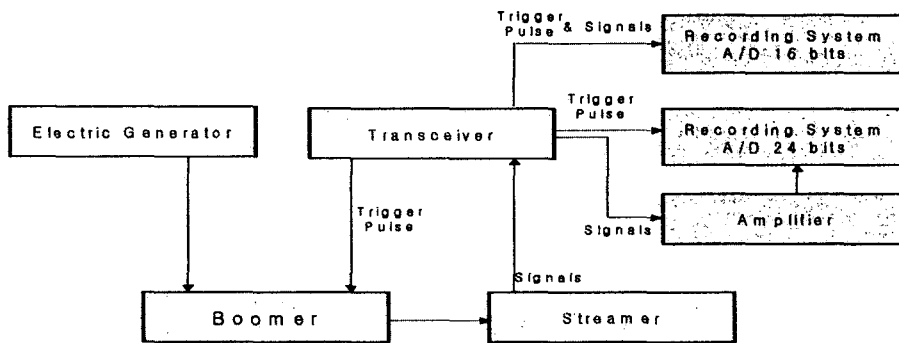 Trigger
Pulse & Signals
Recording System
A/D 16 bits
Electric Generator
Transceiver
Trigger
Pulse
Recording System
A/D 24 bits
Signals
Amplifier
Trigger
Pulse
Signals
Boomer
Streamer